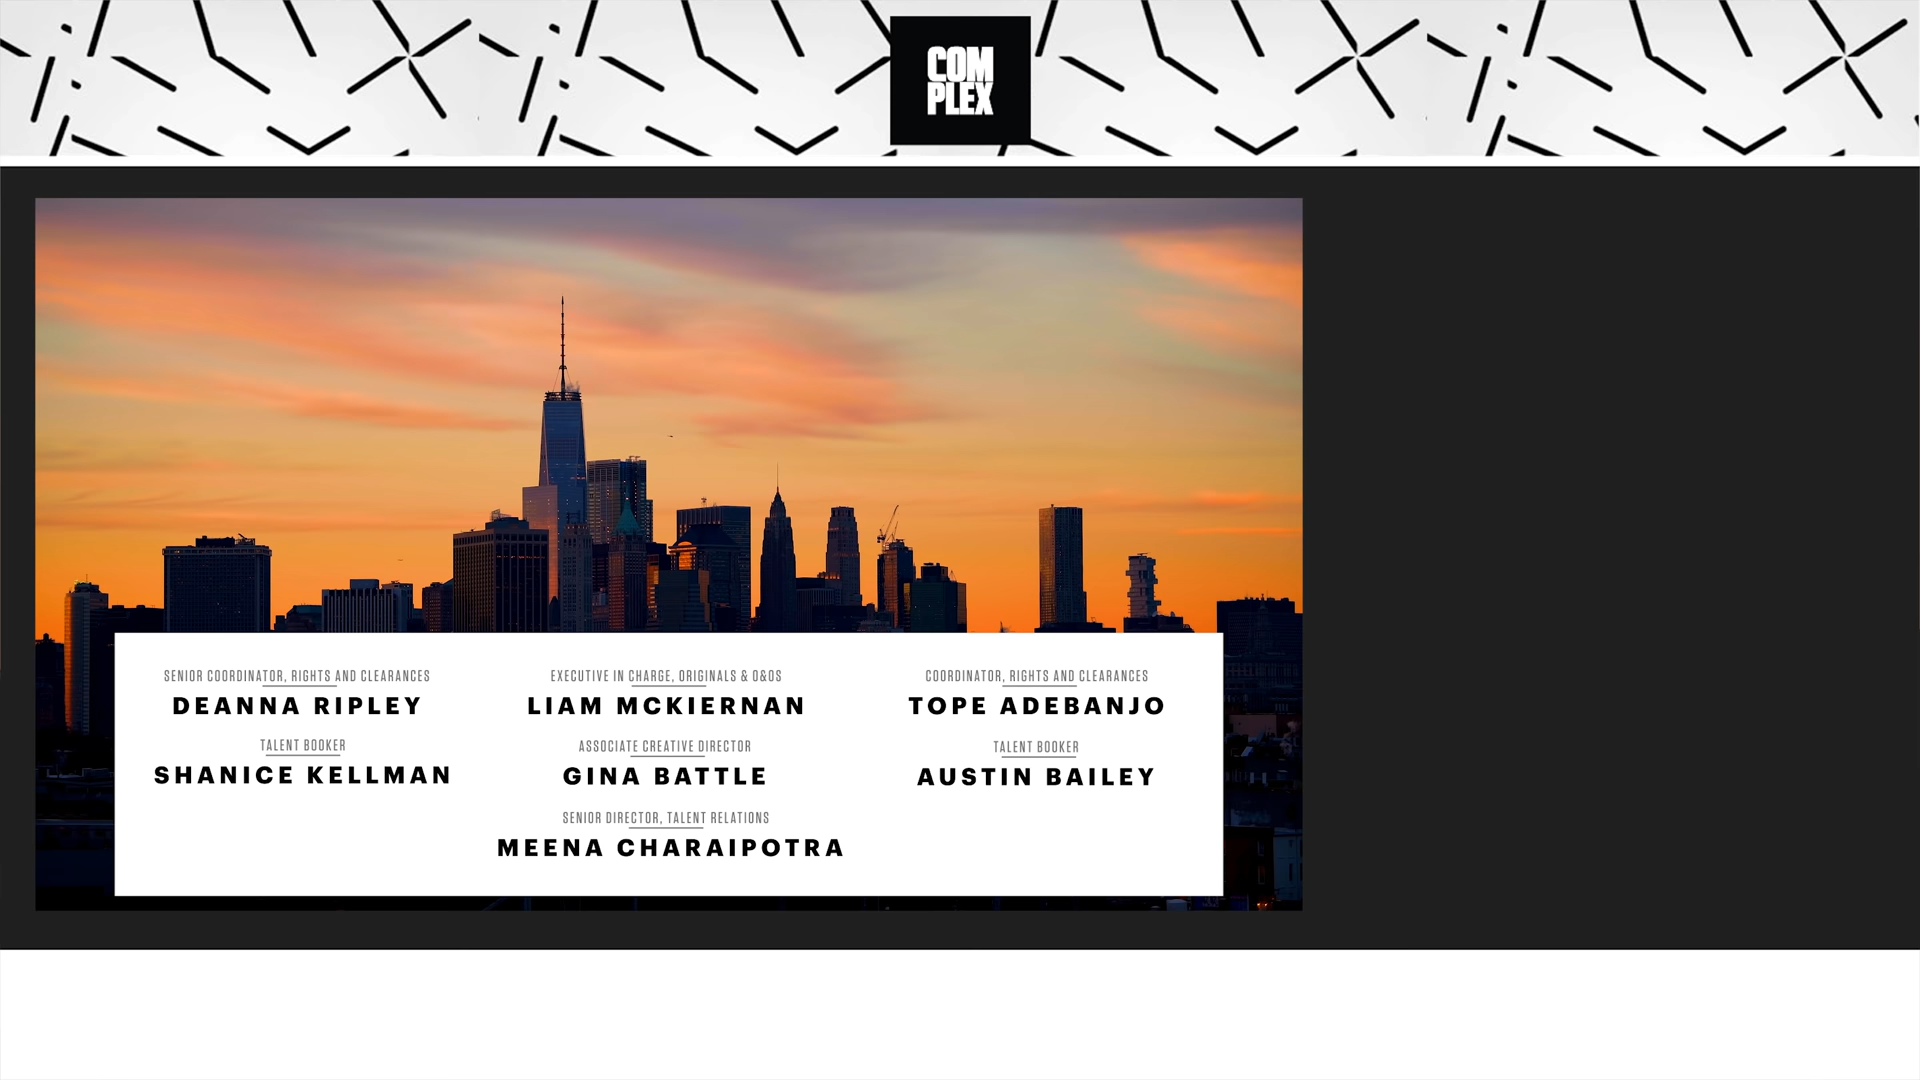 COM
PLEX
SENIOR COORDINATOR, RIGHTS AND CLEARANCES
DEANNA RIPLEY
TALENT BOOKER
SHANICE KELLMAN
EXECUTIVE IN CHARGE, ORIGINALS & O&OS
LIAM MCKIERNAN
ASSOCIATE CREATIVE DIRECTOR
GINA BATTLE
SENIOR DIRECTOR, TALENT RELATIONS
MEENA CHARAIPOTRA
COORDINATOR, RIGHTS AND CLEARANCES
TOPE ADEBANJO
TALENT BOOKER
AUSTIN BAILEY